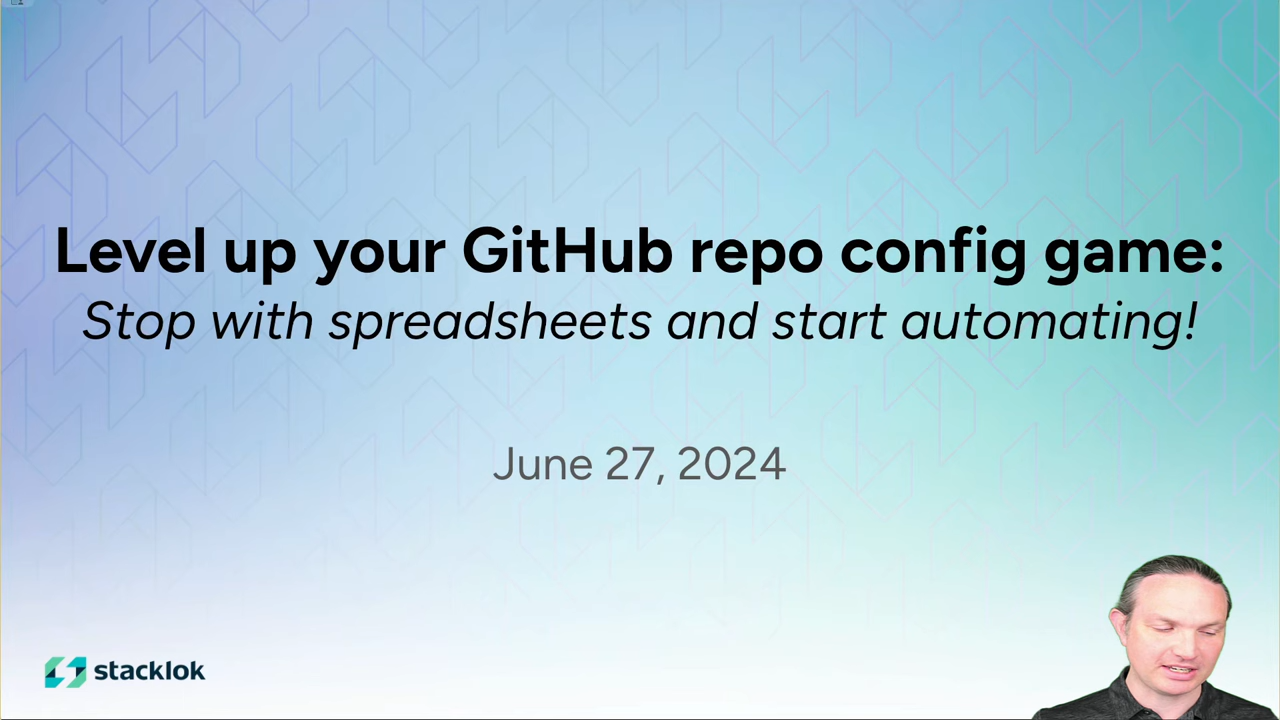 Level up your GitHub repo config game:
Stop with spreadsheets and start automating!
June 27, 2024
stacklok